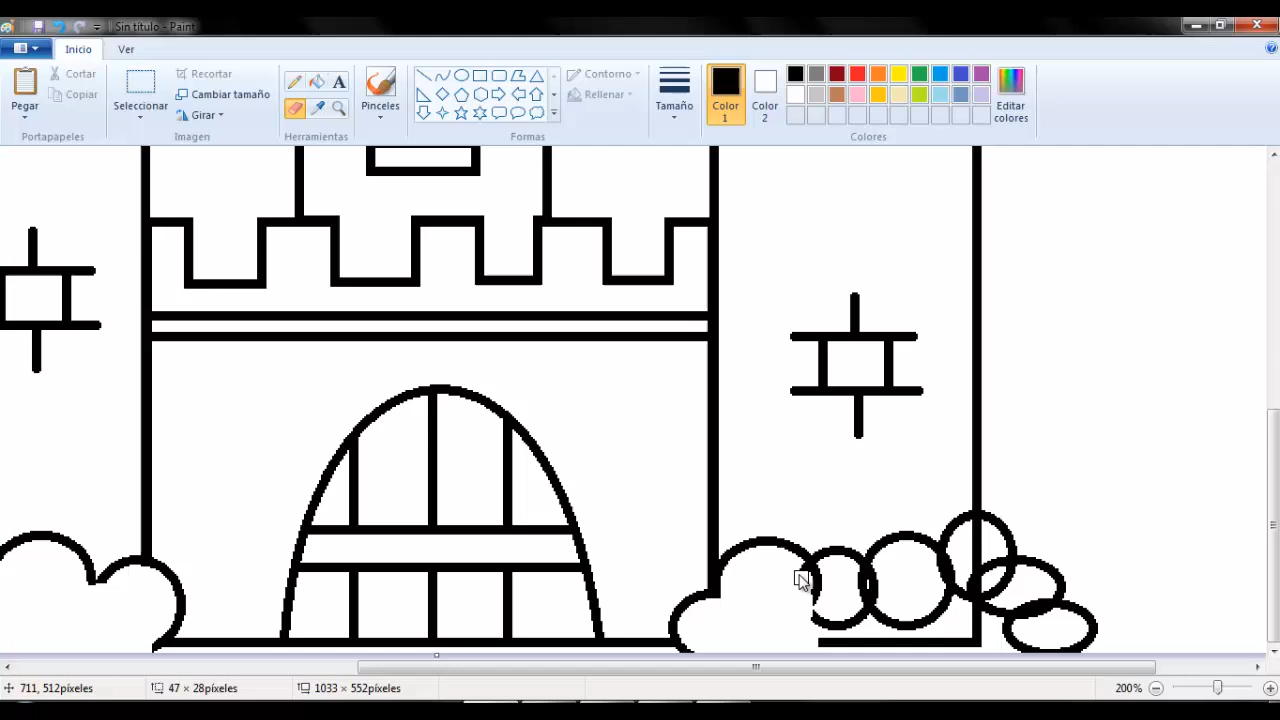 Sin título - Paint
Inicio Ver
Pegar
Cortar
Copiar
Portapapeles
Seleccionar
Recortar
Cambiar tamaño
Girar
Imagen
A
Herramientas
Pinceles
Contorno
Rellenar
Formas
Tamaño
Color 1
Color 2
Editar colores
Colores
711, 512píxeles 47 × 28píxeles 1033 × 552píxeles 200%